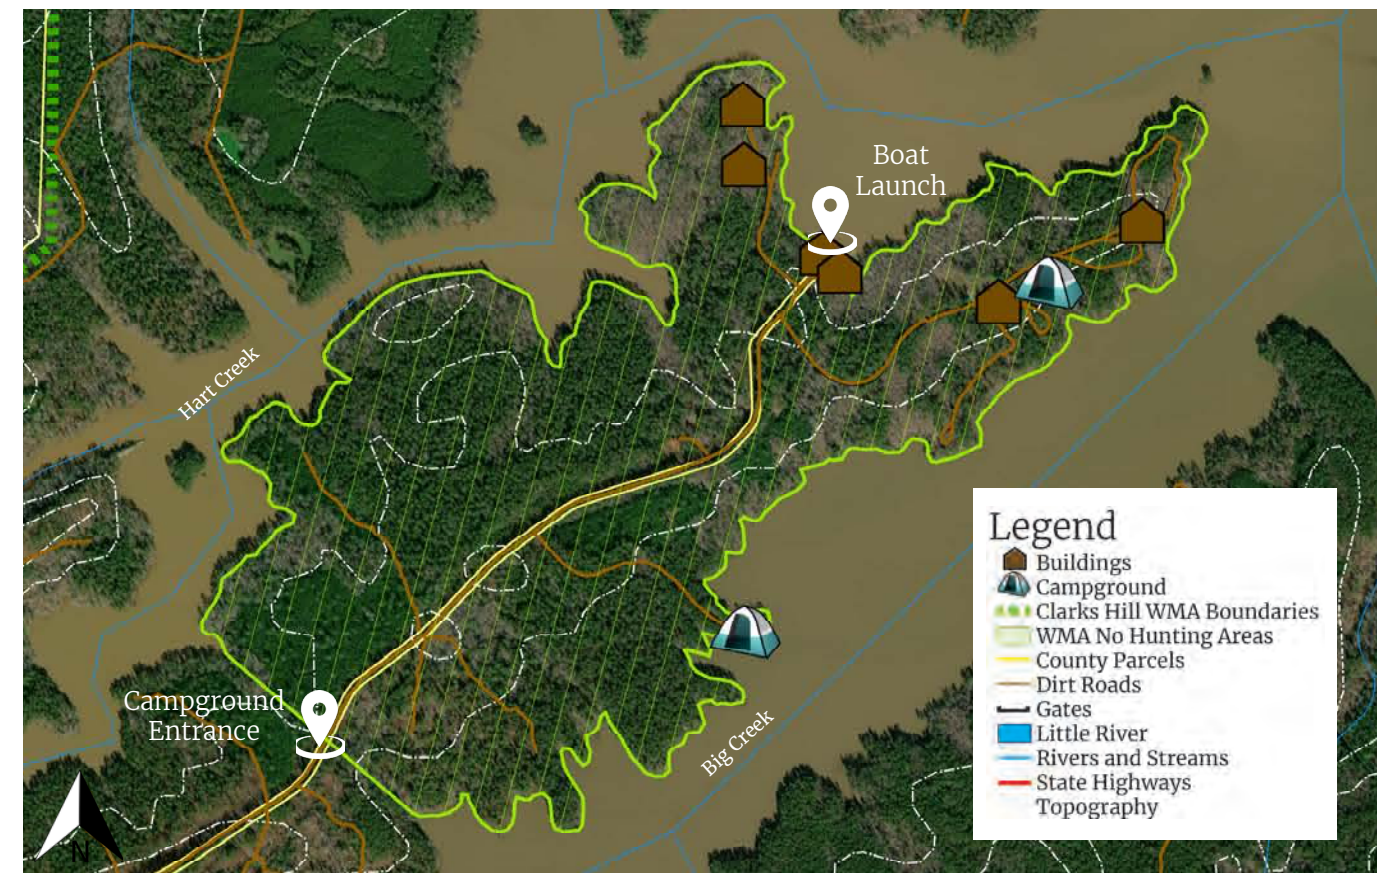 Boat
Launch
Hart Creek
Campground
Entrance
Big Creek
N
Legend
Buildings
Campground
Clarks Hill WMA Boundaries
WMA No Hunting Areas
County Parcels
Dirt Roads
Gates
Little River
Rivers and Streams
State Highways
Topography